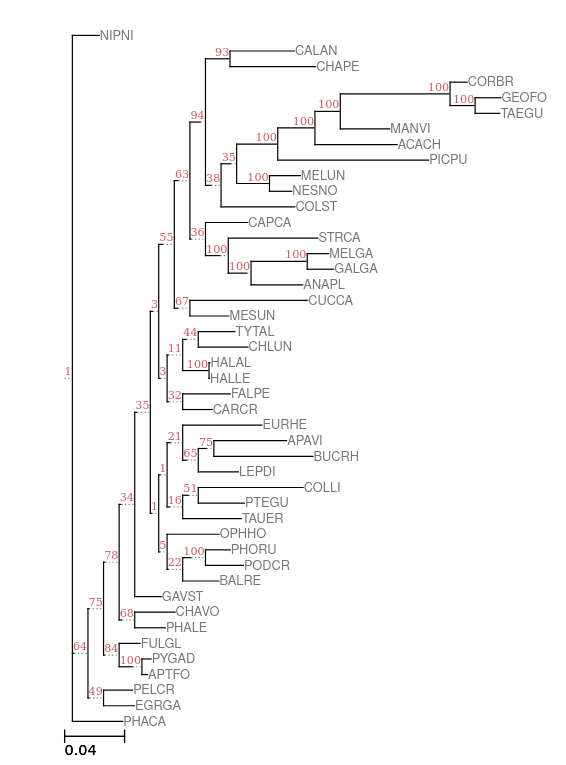 NIPNI
93 CALAN
CHAPE
100 CORBR
100 GEOFO
100 TAEGU
94 100 MANVI
100 ACACH
35 PICPU
63 38 100 MELUN
NESNO
COLST
36 CAPCA
55 100 STRCA
100 MELGA
100 GALGA
ANAPL
67 CUCCA
3 MESUN
44 TYTAL
11 CHLUN
100 HALAL
1 3 HALLE
32 FALPE
35 CARCR
21 EURHE
75 APAVI
65 BUCRH
1 LEPDI
34 51 COLLI
16 PTEGU
1 TAUER
5 OPHHO
78 100 PHORU
22 PODCR
BALRE
75 GAVST
68 CHAVO
PHALE
64 84 FULGL
100 PYGAD
APTFO
49 PELCR
EGRGA
PHACA
0.04